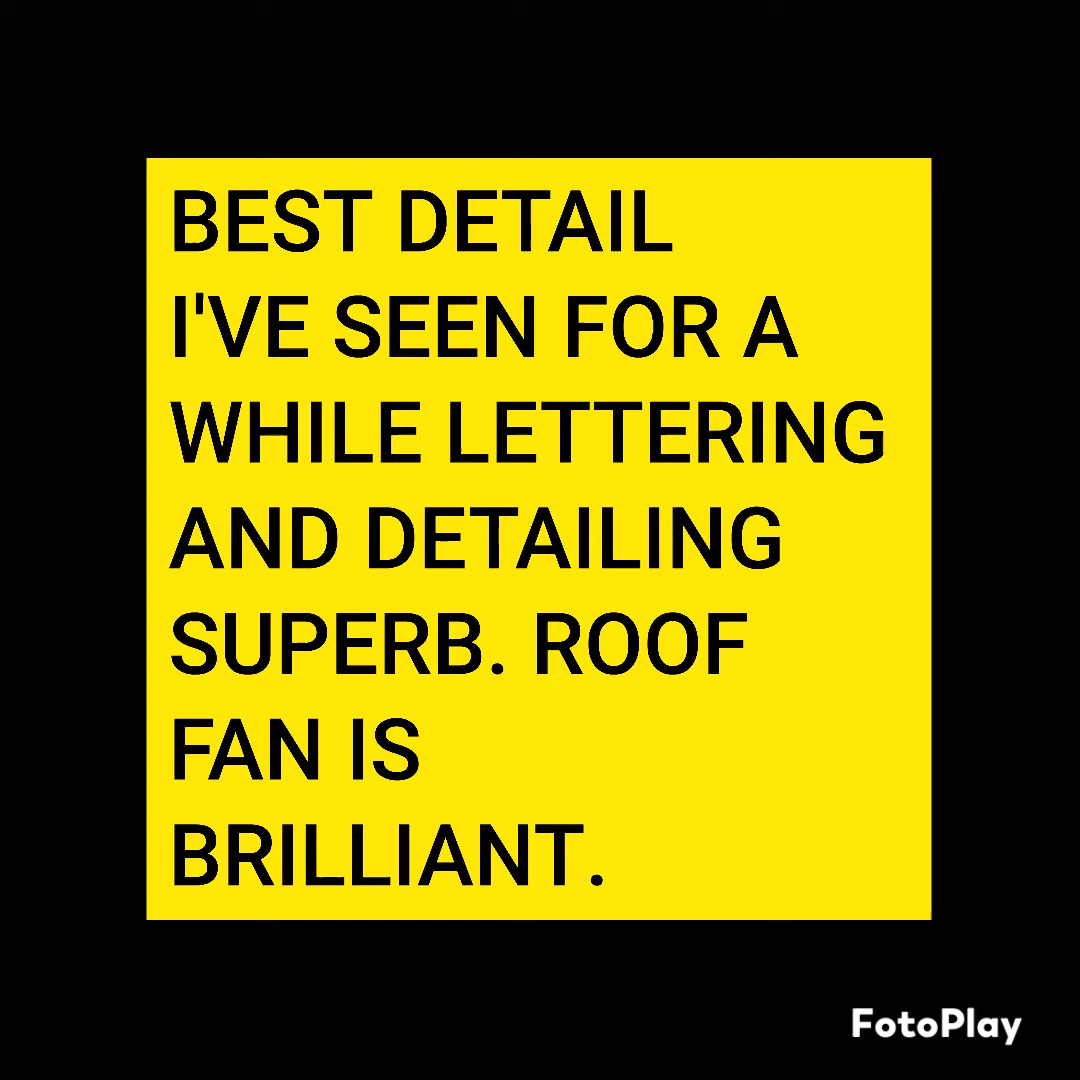 BEST DETAIL
I'VE SEEN FOR A
WHILE LETTERING
AND DETAILING
SUPERB. ROOF
FAN IS
BRILLIANT.
FotoPlay